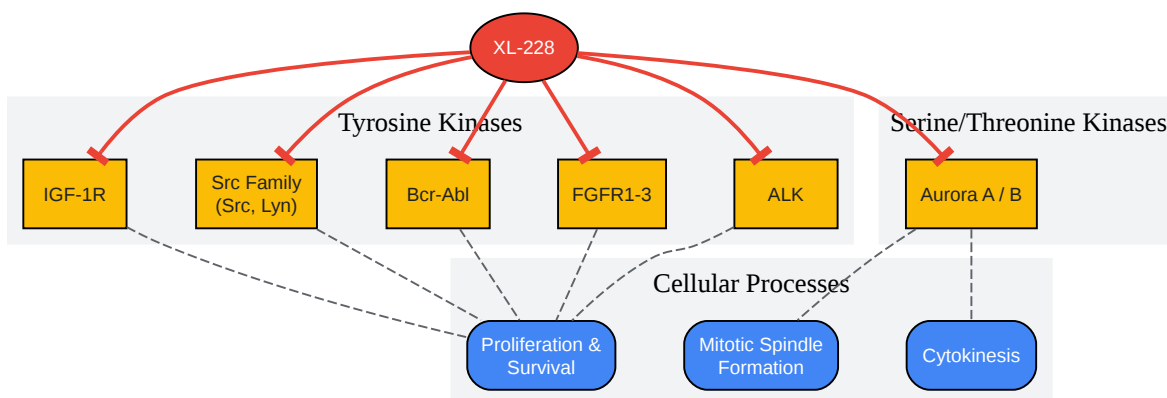 XL-228
Tyrosine Kinases
Serine/Threonine Kinases
IGF-1R
Src Family
(Src, Lyn)
Bcr-Abl
FGFR1-3
ALK
Aurora A / B
Cellular Processes
Proliferation &
Survival
Mitotic Spindle
Formation
Cytokinesis